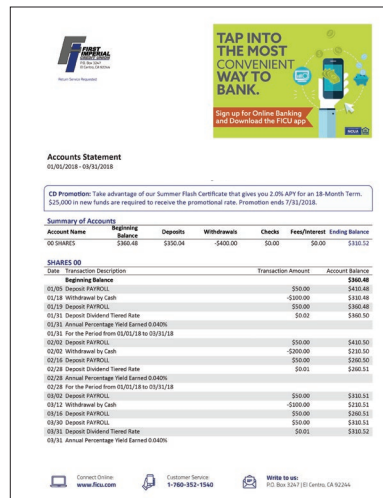 FIRST
IMPERIAL
P.O. Box 3247
El Centro, CA 92244
Return Service Requested
TAP INTO
THE MOST
CONVENIENT
WAY TO
BANK.
Sign up for Online Banking
and Download the FICU app
NCUA
Accounts Statement
01/01/2018 - 03/31/2018
CD Promotion: Take advantage of our Summer Flash Certificate that gives you 2.0% APY for an 18-Month Term.
$25,000 in new funds are required to receive the promotional rate. Promotion ends 7/31/2018.
Summary of Accounts
Account Name Beginning Balance Deposits Withdrawals Checks Fees/Interest Ending Balance
00 SHARES $360.48 $350.04 -$400.00 $0.00 $0.00 $310.52
SHARES 00
Date Transaction Description Transaction Amount Account Balance
Beginning Balance $360.48
01/05 Deposit PAYROLL $50.00 $410.48
01/18 Withdrawal by Cash -$100.00 $310.48
01/19 Deposit PAYROLL $50.00 $360.48
01/31 Deposit Dividend Tiered Rate $0.02 $360.50
01/31 Annual Percentage Yield Earned 0.040%
01/31 For the Period from 01/01/18 to 03/31/18
02/02 Deposit PAYROLL $50.00 $410.50
02/02 Withdrawal by Cash -$200.00 $210.50
02/16 Deposit PAYROLL $50.00 $260.50
02/28 Deposit Dividend Tiered Rate $0.01 $260.51
02/28 Annual Percentage Yield Earned 0.040%
02/28 For the Period from 01/01/18 to 03/31/18
03/02 Deposit PAYROLL $50.00 $310.51
03/12 Withdrawal by Cash -$100.00 $210.51
03/16 Deposit PAYROLL $50.00 $260.51
03/30 Deposit PAYROLL $50.00 $310.51
03/31 Deposit Dividend Tiered Rate $0.01 $310.52
03/31 Annual Percentage Yield Earned 0.040%
Connect Online:
www.ficu.com
Customer Service:
1-760-352-1540
Write to us:
P.O. Box 3247 | El Centro, CA 92244